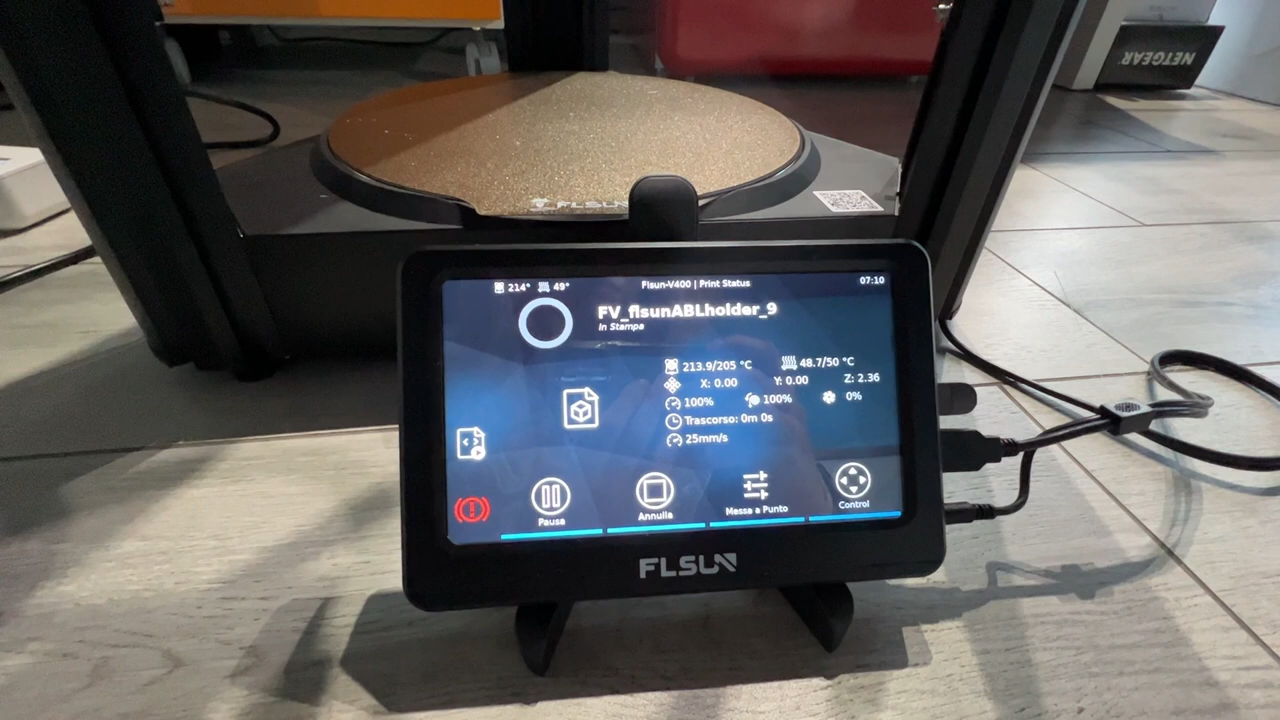 NETGEAR
FLSUN
214° 49° Flsun-V400 | Print Status 07:10
FV_flsunABLholder_9
In Stampa
213.9/205 °C 48.7/50 °C
X: 0.00 Y: 0.00 Z: 2.36
100% 100% 0%
Trascorso: 0m 0s
25mm/s
Pausa Annulla Messa a Punto Control
FLSUN